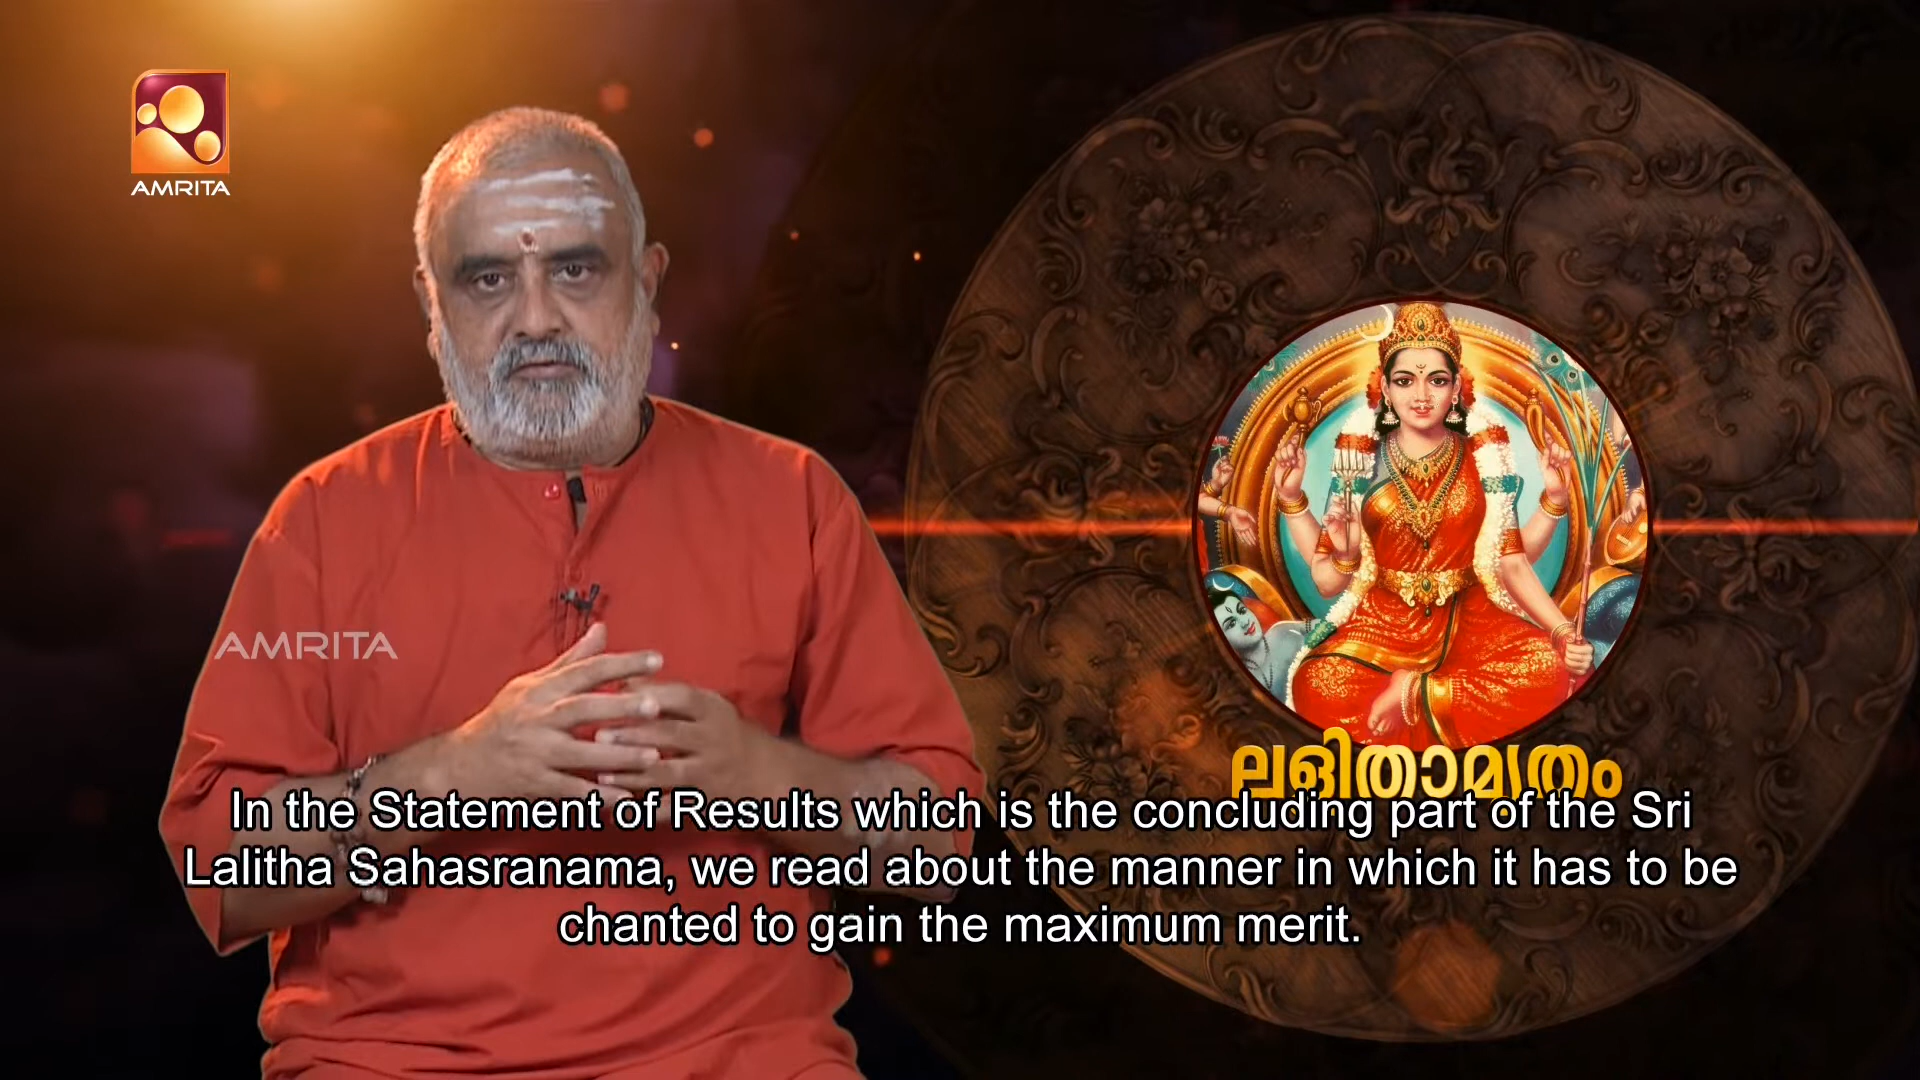 AMRITA
AMRITA
ലളിതാമൃതം
In the Statement of Results which is the concluding part of the Sri
Lalitha Sahasranama, we read about the manner in which it has to be
chanted to gain the maximum merit.